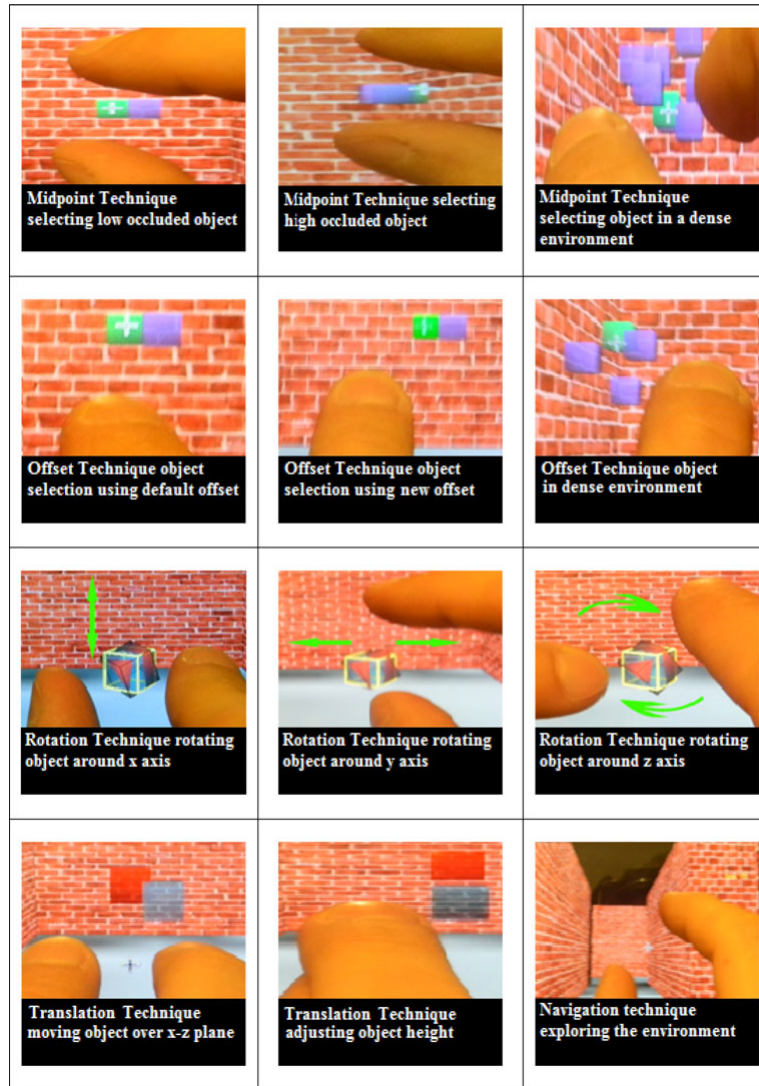 Midpoint Technique
selecting low occluded object
Midpoint Technique selecting
high occluded object
Midpoint Technique
selecting object in a dense
environment
Offset Technique object
selection using default offset
Offset Technique object
selection using new offset
Offset Technique object
in dense environment
Rotation Technique rotating
object around x axis
Rotation Technique rotating
object around y axis
Rotation Technique rotating
object around z axis
Translation Technique
moving object over x-z plane
Translation Technique
adjusting object height
Navigation technique
exploring the environment